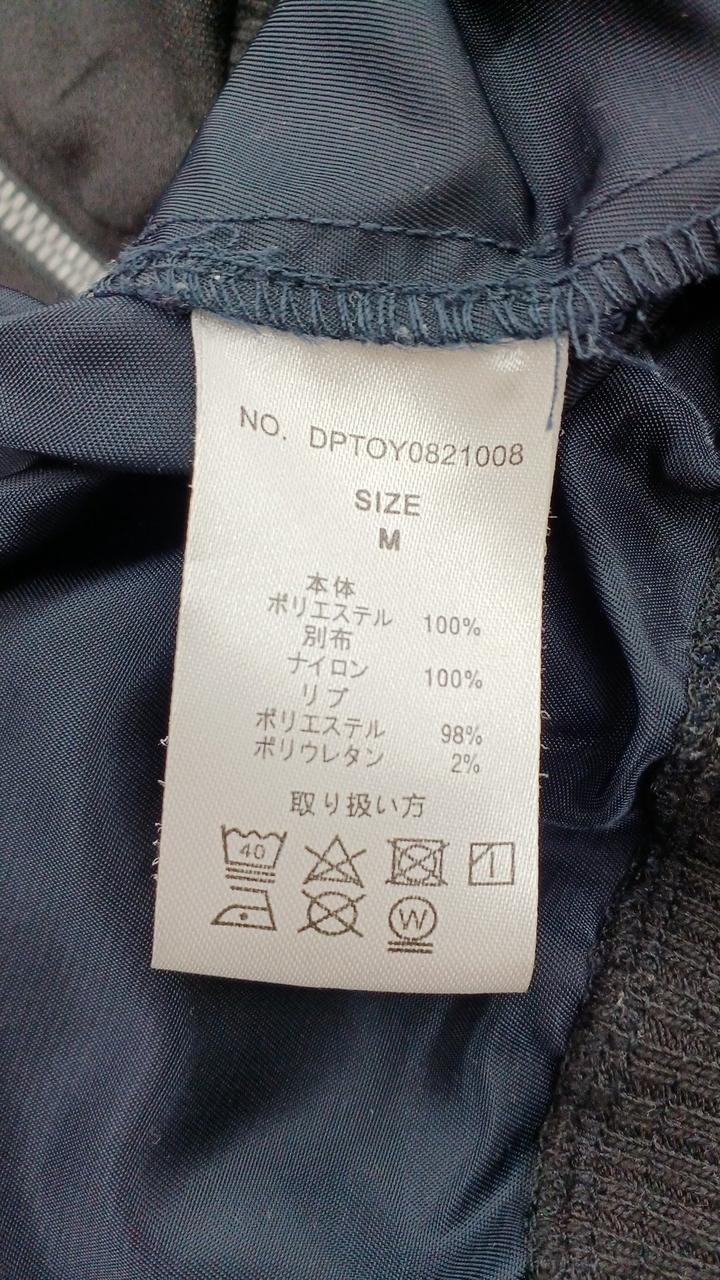 NO. DPTOY0821008
SIZE
M
本体
ポリエステル 100%
別布
ナイロン 100%
リブ
ポリエステル 98%
ポリウレタン 2%
取り扱い方
40
W